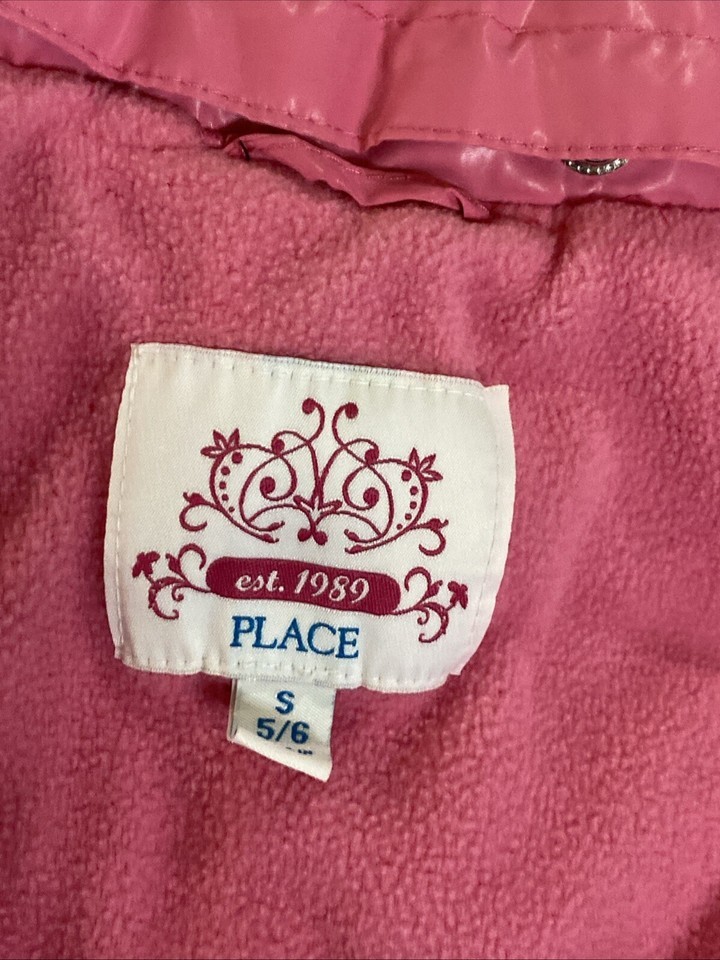 est. 1989
PLACE
S
5/6